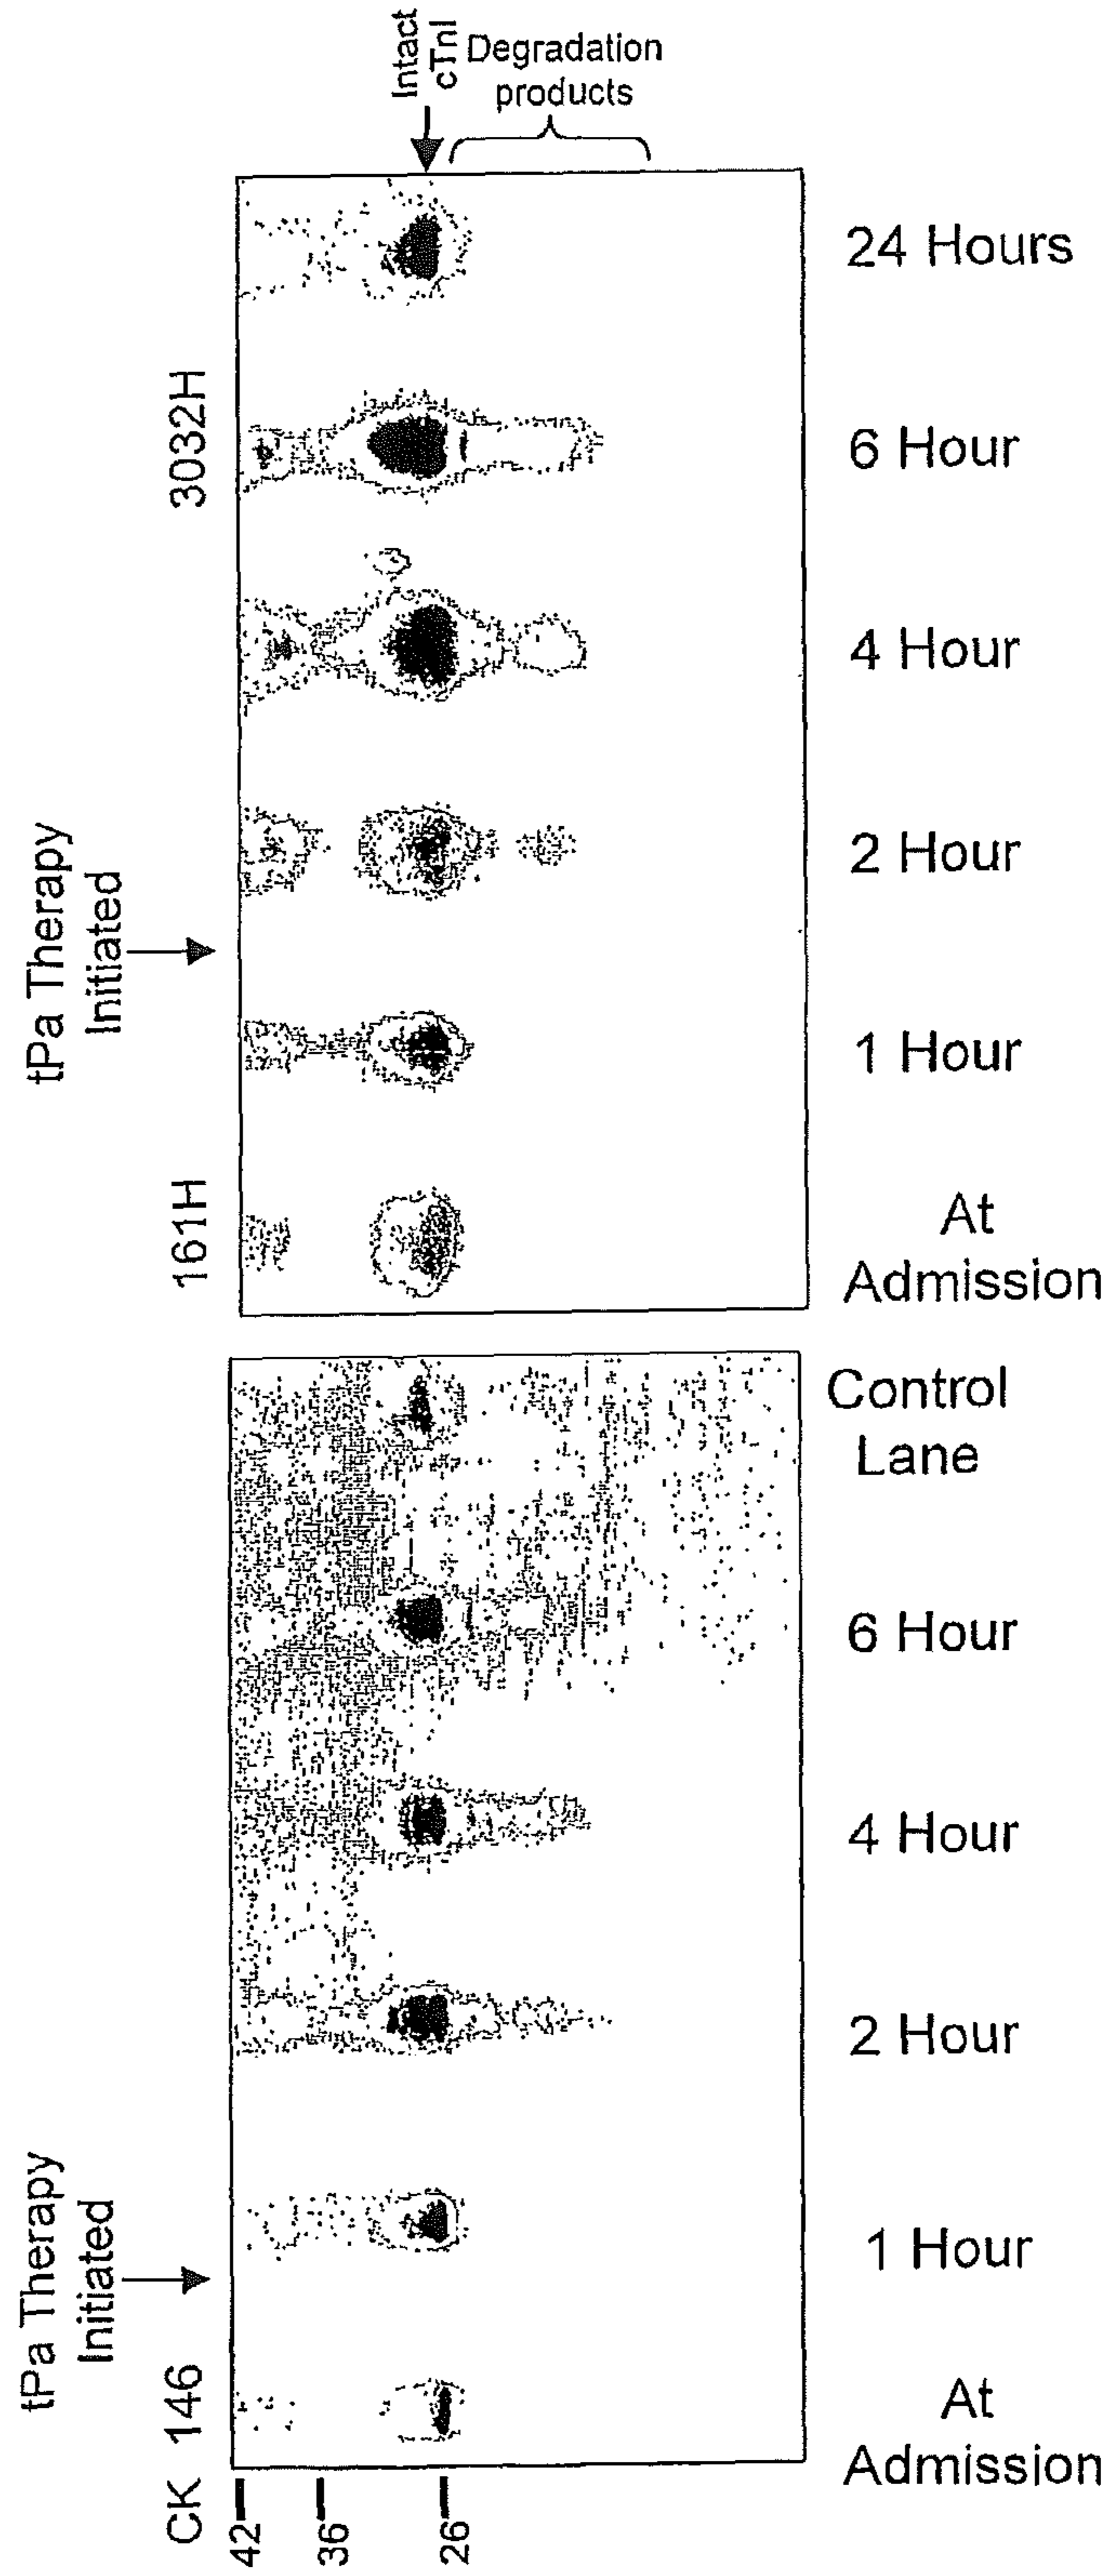 tPa Therapy
Initiated
CK 146
42
36
26
At
Admission
1 Hour
2 Hour
4 Hour
6 Hour
Control
Lane
tPa Therapy
Initiated
161H
3032H
Intact
cTnI
Degradation
products
At
Admission
1 Hour
2 Hour
4 Hour
6 Hour
24 Hours